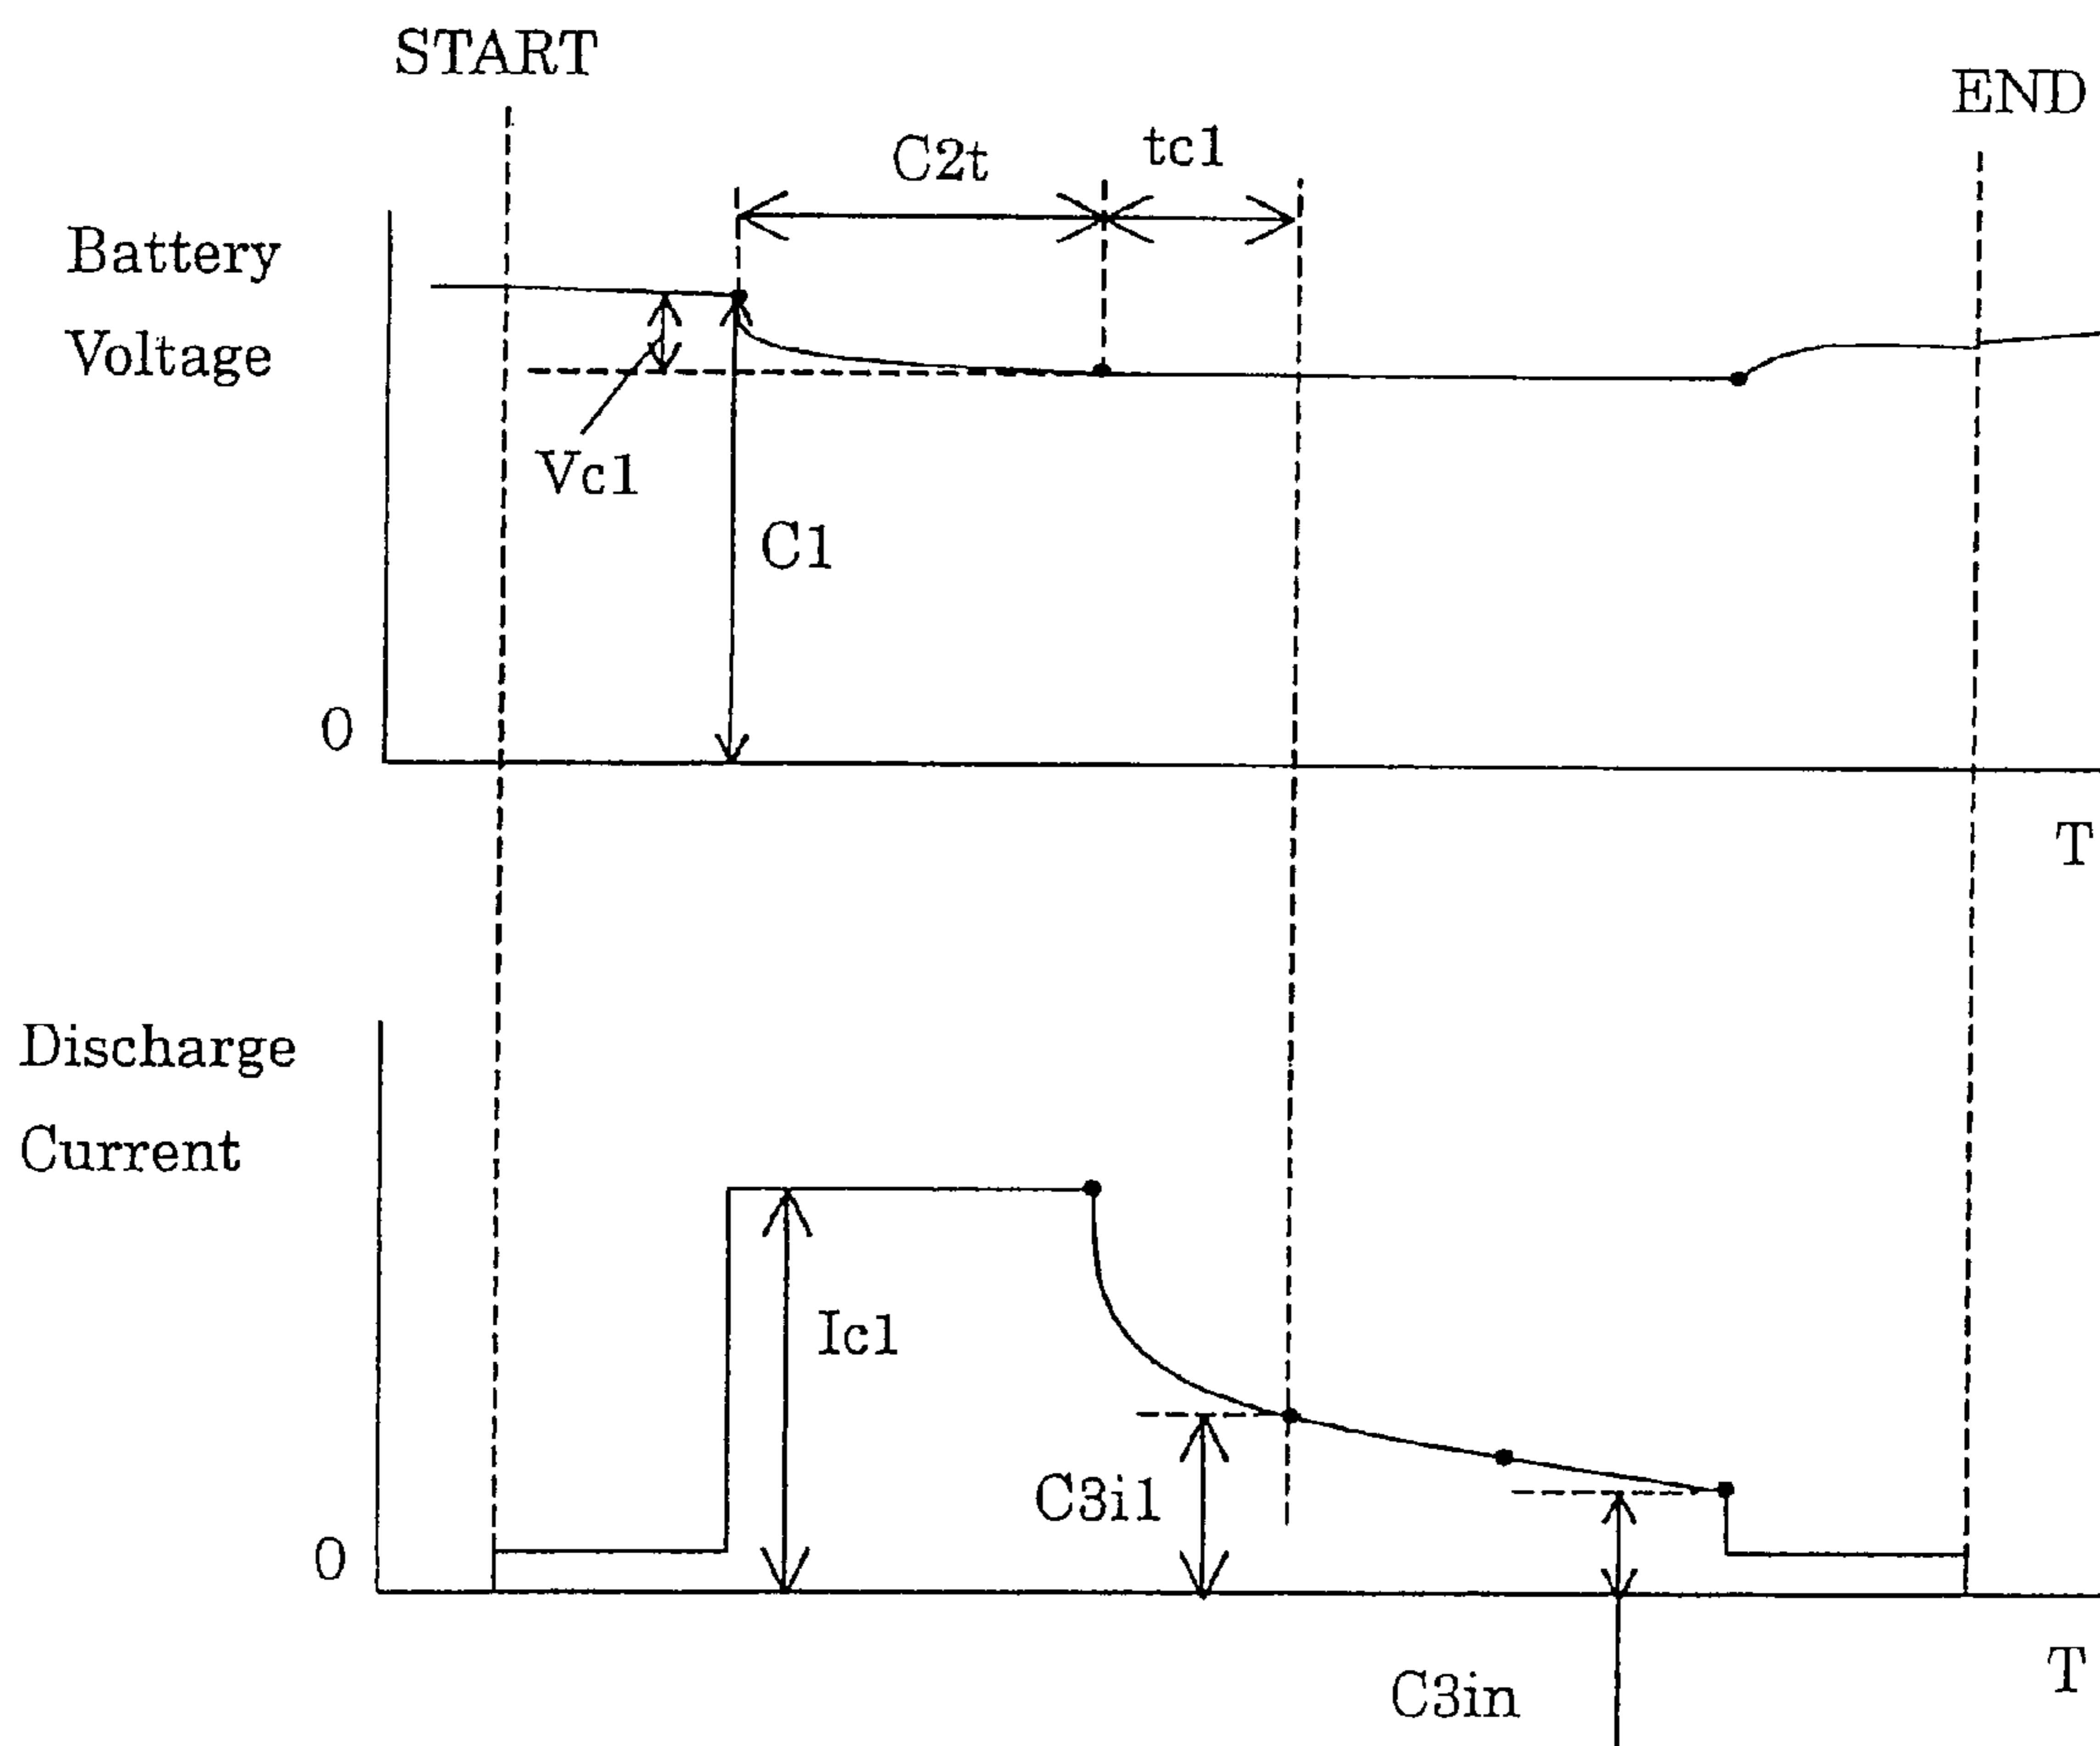 START
END
C2t
tc1
Battery
Voltage
Vc1
C1
0
T
Discharge
Current
Ic1
C3i1
0
T
C3in